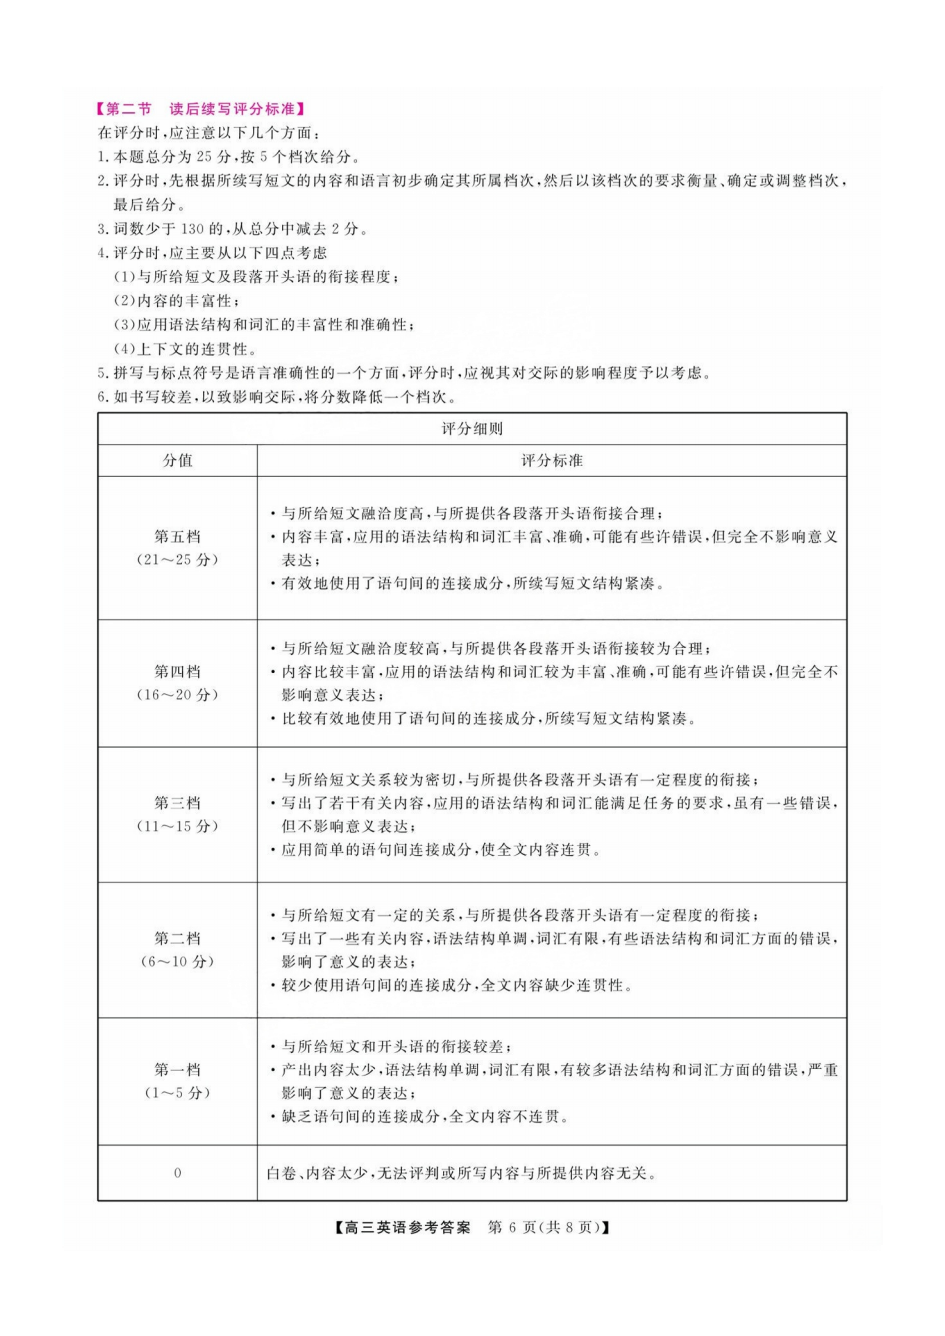 【第二节　读后续写评分标准】
在评分时,应注意以下几个方面:
1.本题总分为 25 分,按 5 个档次给分。
2.评分时,先根据所续写短文的内容和语言初步确定其所属档次,然后以该档次的要求衡量、确定或调整档次,
最后给分。
3.词数少于 130 的,从总分中减去 2 分。
4.评分时,应主要从以下四点考虑
(1)与所给短文及段落开头语的衔接程度;
(2)内容的丰富性;
(3)应用语法结构和词汇的丰富性和准确性;
(4)上下文的连贯性。
5.拼写与标点符号是语言准确性的一个方面,评分时,应视其对交际的影响程度予以考虑。
6.如书写较差,以致影响交际,将分数降低一个档次。
评分细则
分值 评分标准
第五档
(21～25 分)
·与所给短文融洽度高,与所提供各段落开头语衔接合理;
·内容丰富,应用的语法结构和词汇丰富、准确,可能有些许错误,但完全不影响意义
表达;
·有效地使用了语句间的连接成分,所续写短文结构紧凑。
第四档
(16～20 分)
·与所给短文融洽度较高,与所提供各段落开头语衔接较为合理;
·内容比较丰富,应用的语法结构和词汇较为丰富、准确,可能有些许错误,但完全不
影响意义表达;
·比较有效地使用了语句间的连接成分,所续写短文结构紧凑。
第三档
(11～15 分)
·与所给短文关系较为密切,与所提供各段落开头语有一定程度的衔接;
·写出了若干有关内容,应用的语法结构和词汇能满足任务的要求,虽有一些错误,
但不影响意义表达;
·应用简单的语句间连接成分,使全文内容连贯。
第二档
(6～10 分)
·与所给短文有一定的关系,与所提供各段落开头语有一定程度的衔接;
·写出了一些有关内容,语法结构单调,词汇有限,有些语法结构和词汇方面的错误,
影响了意义的表达;
·较少使用语句间的连接成分,全文内容缺少连贯性。
第一档
(1～5 分)
·与所给短文和开头语的衔接较差;
·产出内容太少,语法结构单调,词汇有限,有较多语法结构和词汇方面的错误,严重
影响了意义的表达;
·缺乏语句间的连接成分,全文内容不连贯。
0 白卷、内容太少,无法评判或所写内容与所提供内容无关。
【高三英语参考答案　第 6 页(共 8 页)】